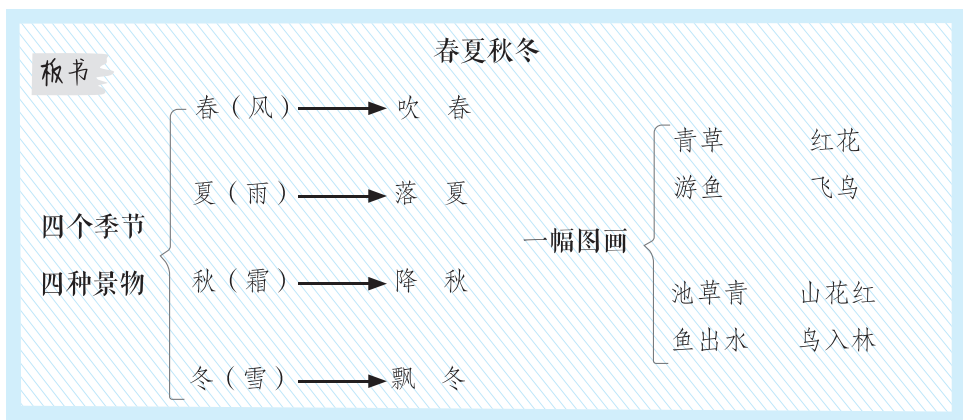 春夏秋冬
板书
四个季节
四种景物
春（风） 吹 春
夏（雨） 落 夏
秋（霜） 降 秋
冬（雪） 飘 冬
一幅图画
青草 红花
游鱼 飞鸟
池草青 山花红
鱼出水 鸟入林